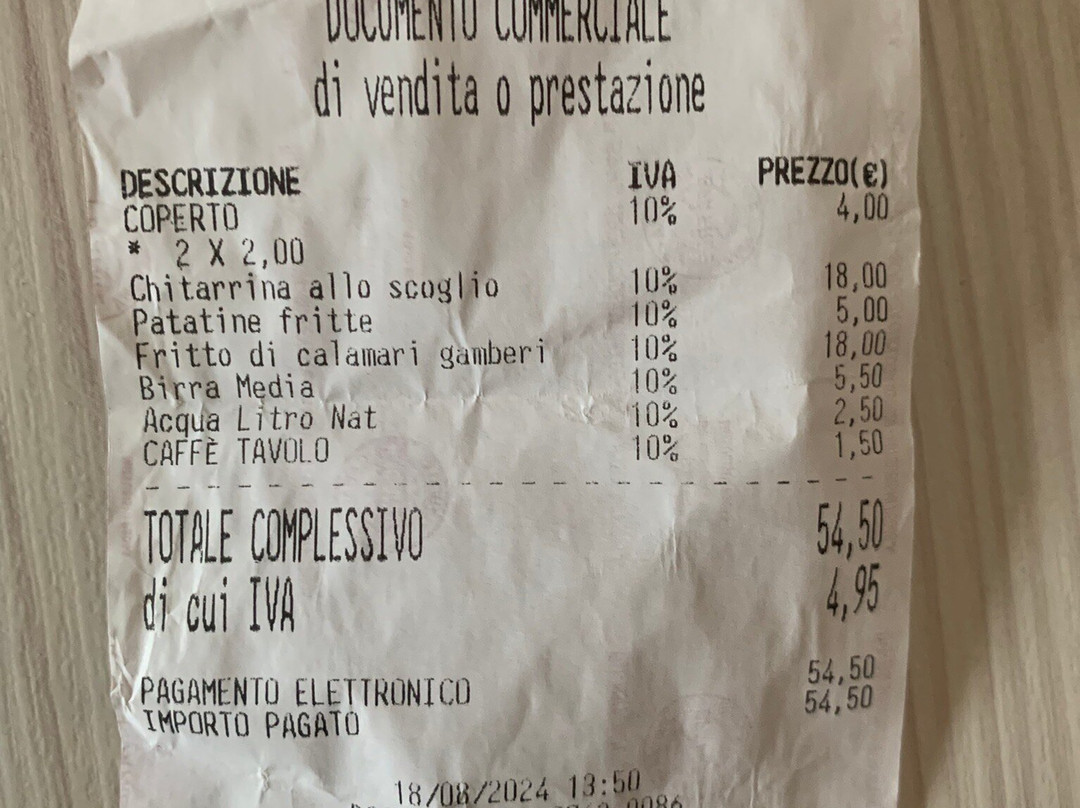 DOCUMENTO COMMERCIALE
di vendita o prestazione
DESCRIZIONE IVA PREZZO(€)
COPERTO 10% 4,00
* 2 X 2,00
Chitarrina allo scoglio 10% 18,00
Patatine fritte 10% 5,00
Fritto di calamari gamberi 10% 18,00
Birra Media 10% 5,50
Acqua Litro Nat 10% 2,50
CAFFÈ TAVOLO 10% 1,50
TOTALE COMPLESSIVO 54,50
di cui IVA 4,95
PAGAMENTO ELETTRONICO 54,50
IMPORTO PAGATO 54,50
18/08/2024 13:50